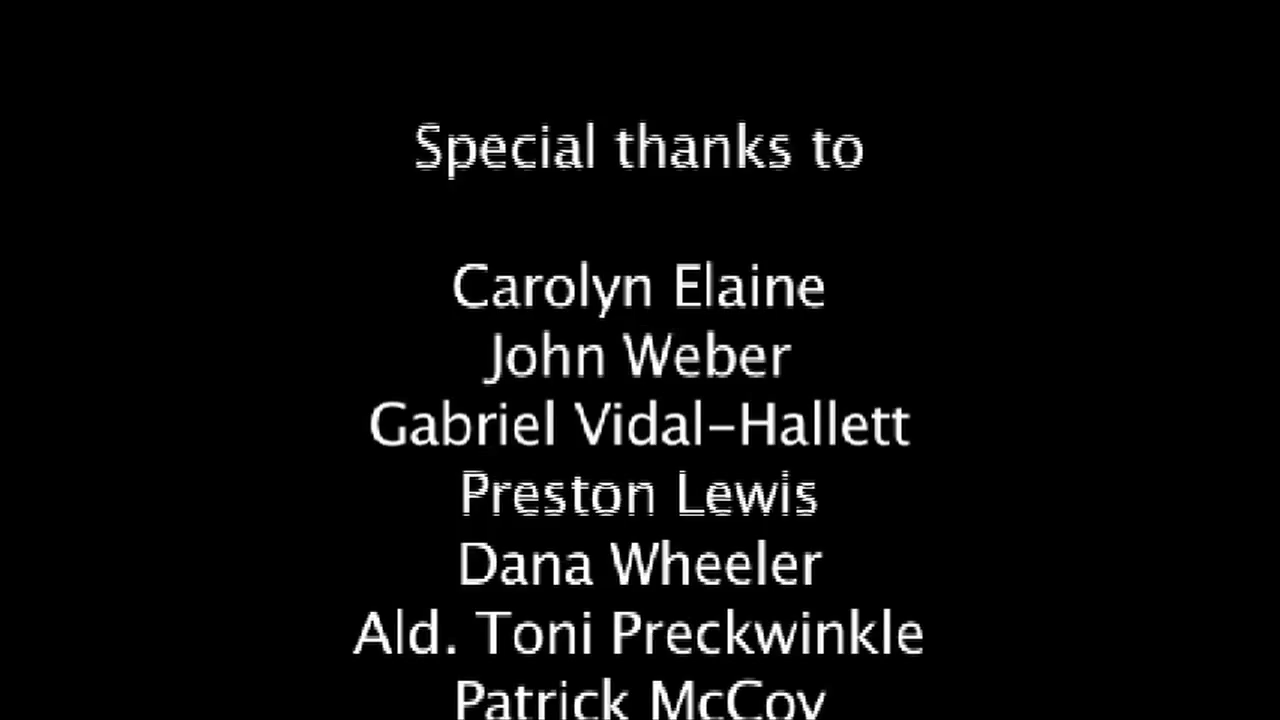 Special thanks to
Carolyn Elaine
John Weber
Gabriel Vidal-Hallett
Preston Lewis
Dana Wheeler
Ald. Toni Preckwinkle
Patrick McCoy